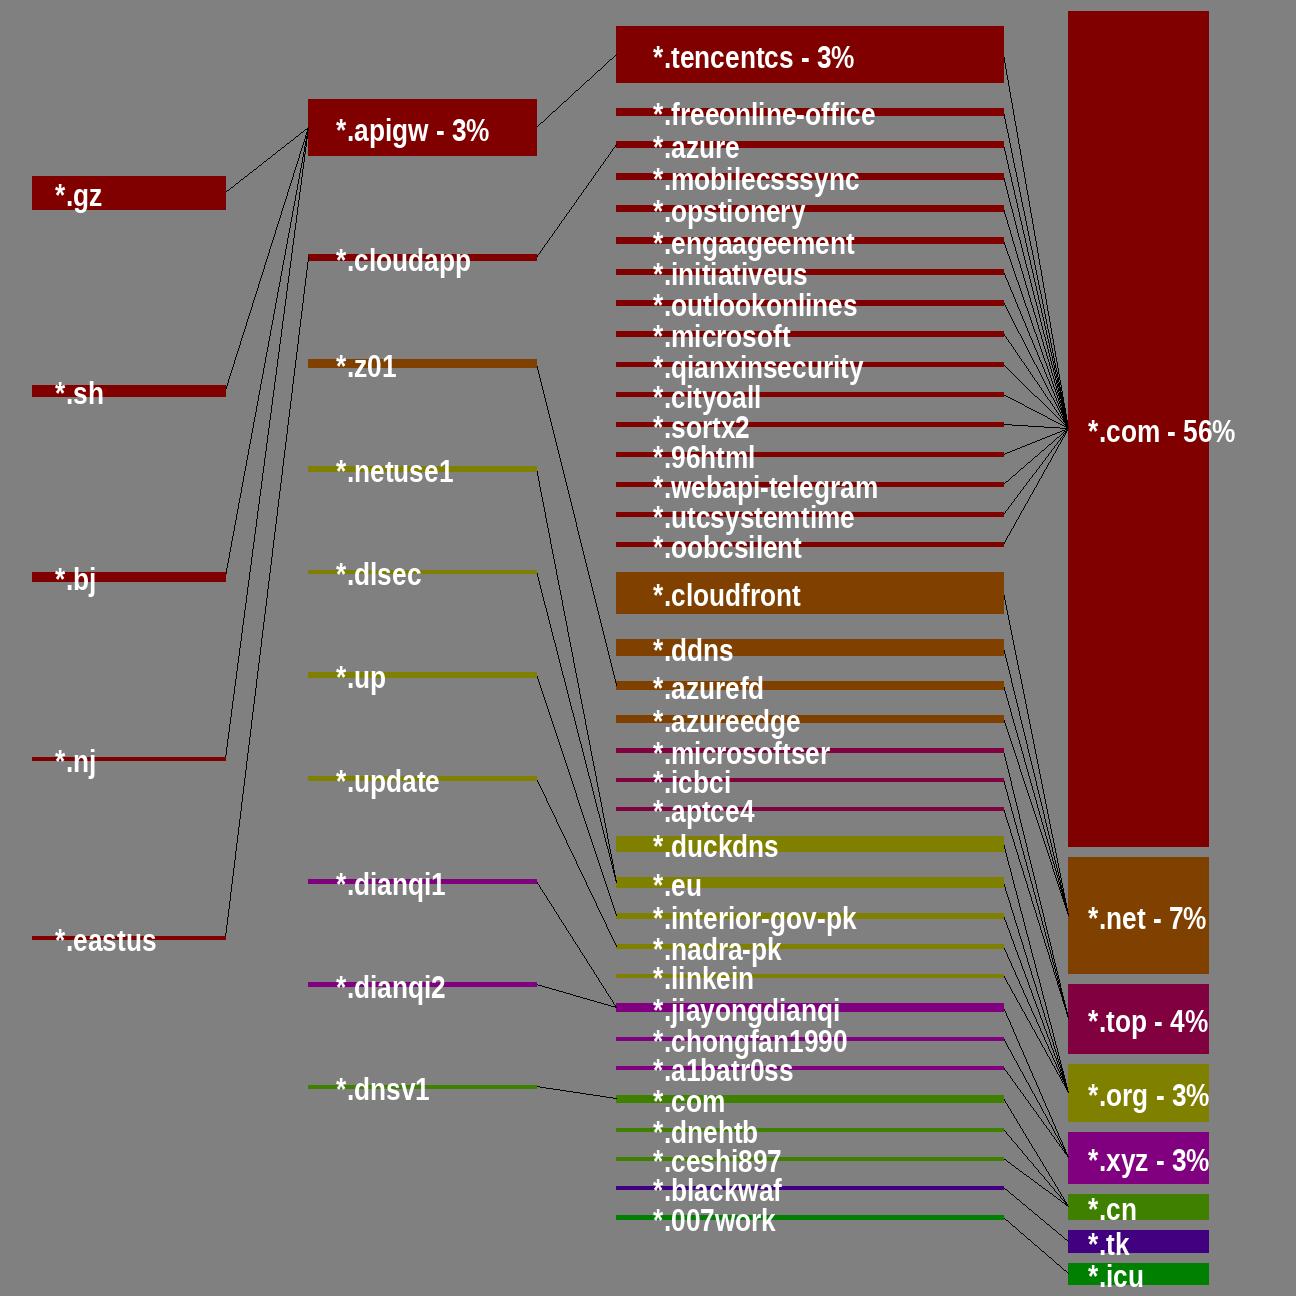 *.gz
*.sh
*.bj
*.nj
*.eastus
*.apigw - 3%
*.cloudapp
*.z01
*.netuse1
*.dlsec
*.up
*.update
*.dianqi1
*.dianqi2
*.dnsv1
*.tencentcs - 3%
*.freeonline-office
*.azure
*.mobilecsssync
*.opstionery
*.engaageement
*.initiativeus
*.outlookonlines
*.microsoft
*.qianxinsecurity
*.cityoall
*.sortx2
*.96html
*.webapi-telegram
*.utcsystemtime
*.oobcsilent
*.cloudfront
*.ddns
*.azurefd
*.azureedge
*.microsoftser
*.icbci
*.aptce4
*.duckdns
*.eu
*.interior-gov-pk
*.nadra-pk
*.linkein
*.jiayongdianqi
*.chongfan1990
*.a1batr0ss
*.com
*.dnehtb
*.ceshi897
*.blackwaf
*.007work
*.com - 56%
*.net - 7%
*.top - 4%
*.org - 3%
*.xyz - 3%
*.cn
*.tk
*.icu